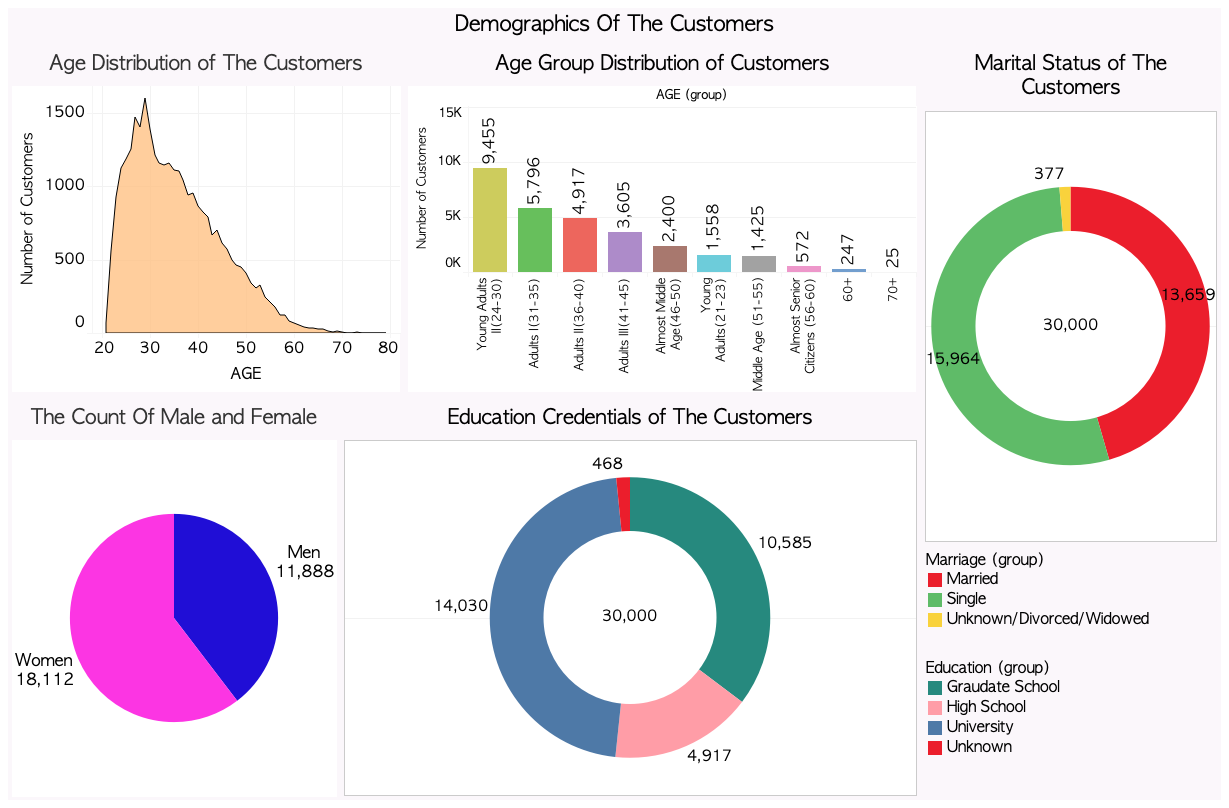 Demographics Of The Customers
Age Distribution of The Customers
Number of Customers
1500
1000
500
0
20 30 40 50 60 70 80
AGE
Age Group Distribution of Customers
AGE (group)
Number of Customers
15K
10K
5K
0K
9,455
5,796
4,917
3,605
2,400
1,558
1,425
572
247
25
Young Adults
II(24-30)
Adults I(31-35)
Adults II(36-40)
Adults III(41-45)
Almost Middle
Age(46-50)
Young
Adults(21-23)
Middle Age (51-55)
Almost Senior
Citizens (56-60)
60+
70+
Marital Status of The
Customers
377
13,659
30,000
15,964
The Count Of Male and Female
Men
11,888
Women
18,112
Education Credentials of The Customers
468
10,585
14,030
30,000
4,917
Marriage (group)
Married
Single
Unknown/Divorced/Widowed
Education (group)
Graudate School
High School
University
Unknown